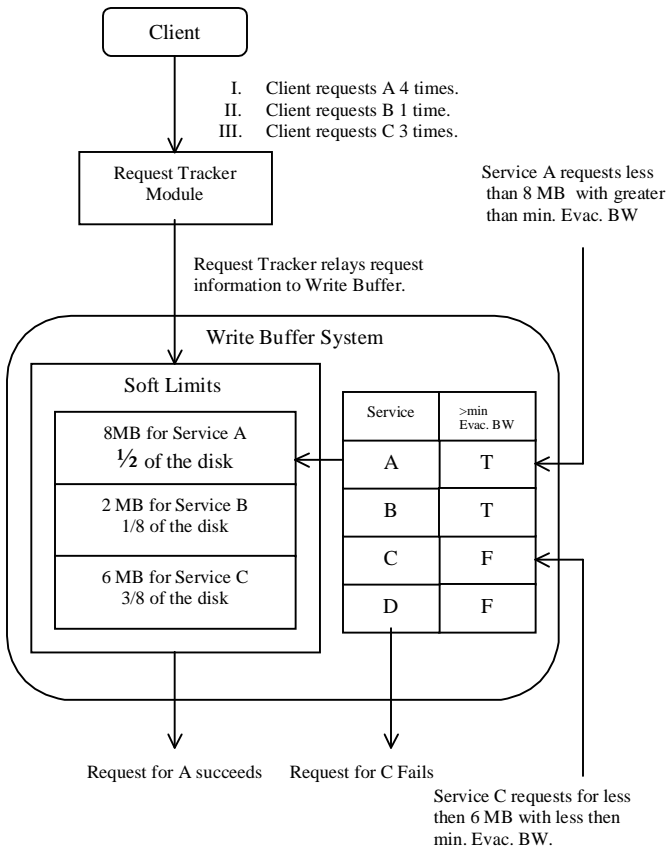 Client
I. Client requests A 4 times.
II. Client requests B 1 time.
III. Client requests C 3 times.
Request Tracker
Module
Service A requests less
than 8 MB with greater
than min. Evac. BW
Request Tracker relays request
information to Write Buffer.
Write Buffer System
Soft Limits
8MB for Service A
½ of the disk
2 MB for Service B
1/8 of the disk
6 MB for Service C
3/8 of the disk
Service
>min
Evac. BW
A T
B T
C F
D F
Request for A succeeds
Request for C Fails
Service C requests for less
then 6 MB with less then
min. Evac. BW.